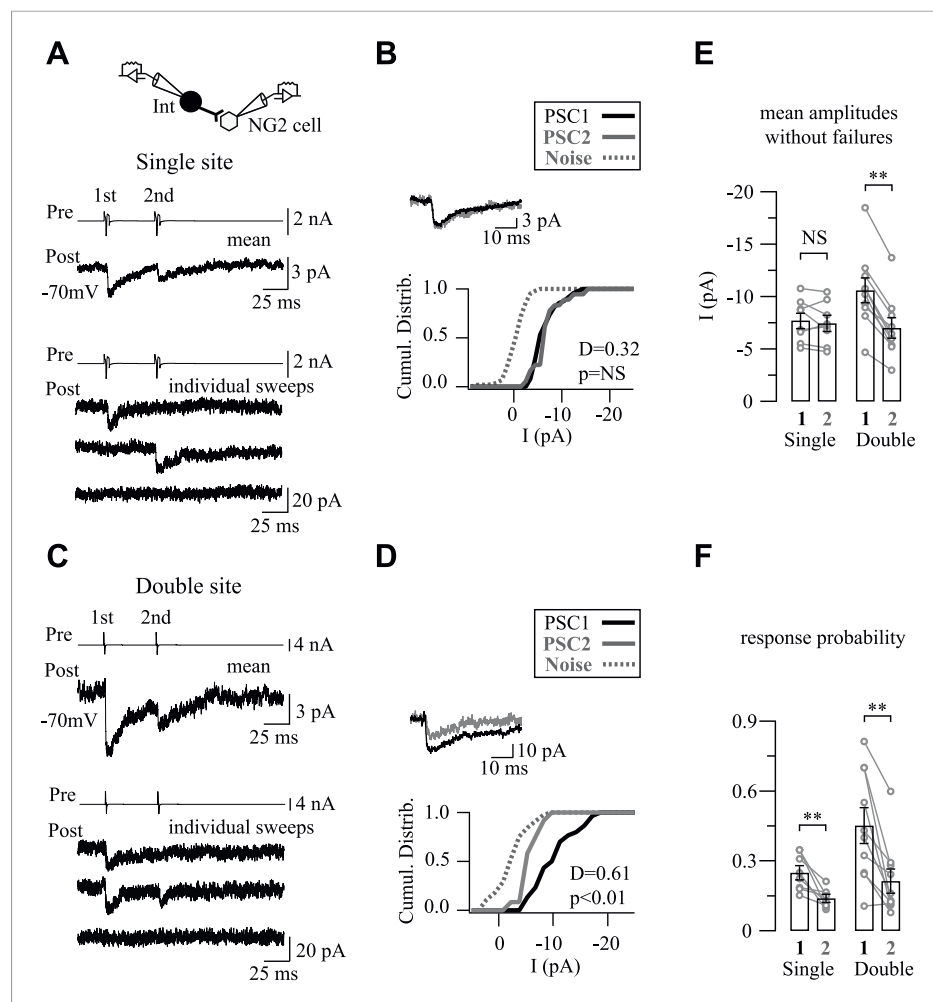 A
Int
NG2 cell
Single site
1st 2nd
Pre
2 nA
mean
Post
-70mV
3 pA
25 ms
Pre
2 nA
Post
individual sweeps
20 pA
25 ms
B
PSC1
PSC2
Noise
3 pA
10 ms
Cumul. Distrib.
1.0
0.5
0.0
D=0.32
p=NS
0 -10 -20
I (pA)
C
Double site
1st 2nd
Pre
4 nA
mean
Post
-70mV
3 pA
25 ms
Pre
4 nA
Post
individual sweeps
20 pA
25 ms
D
PSC1
PSC2
Noise
10 pA
10 ms
Cumul. Distrib.
1.0
0.5
0.0
D=0.61
p<0.01
0 -10 -20
I (pA)
E
mean amplitudes
without failures
I (pA)
-20
-15
-10
-5
0
NS
**
1 2 1 2
Single Double
F
response probability
0.9
0.6
0.3
0
**
**
1 2 1 2
Single Double